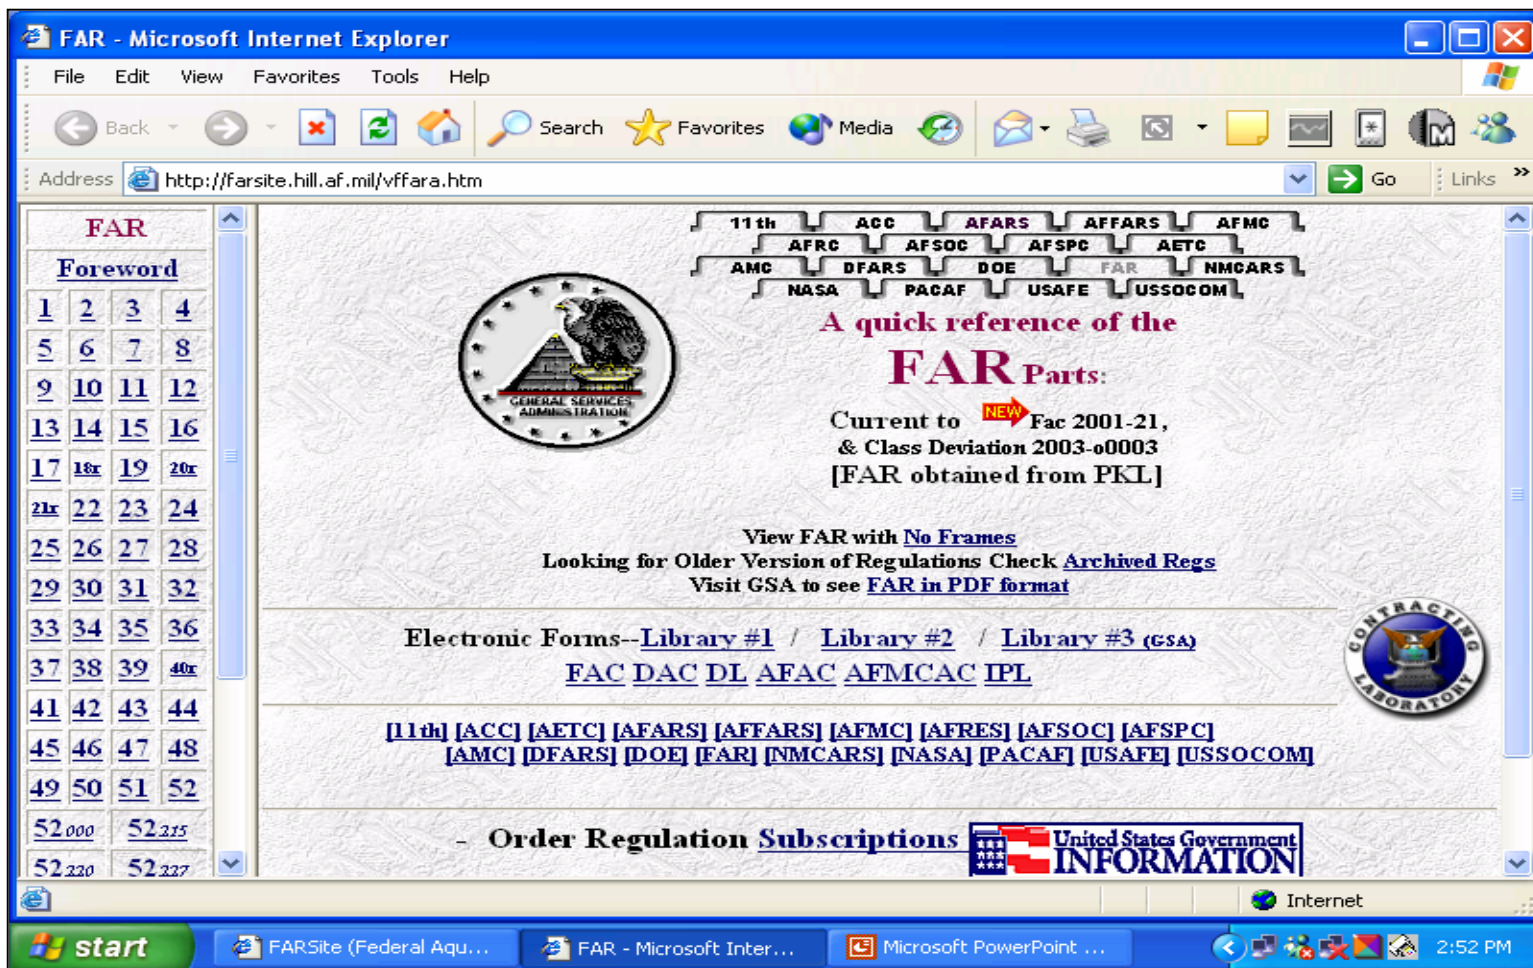 FAR - Microsoft Internet Explorer
File Edit View Favorites Tools Help
Back Search Favorites Media
Address http://farsite.hill.af.mil/vffara.htm Go Links »
FAR
Foreword
1 2 3 4
5 6 7 8
9 10 11 12
13 14 15 16
17 18r 19 20r
21r 22 23 24
25 26 27 28
29 30 31 32
33 34 35 36
37 38 39 40r
41 42 43 44
45 46 47 48
49 50 51 52
52000 52215
52220 52227
11th ACC AFARS AFFARS AFMC
AFRC AFSOC AFSPC AETC
AMC DFARS DOE FAR NMCARS
NASA PACAF USAFE USSOCOM
GENERAL SERVICES
ADMINISTRATION
A quick reference of the
FAR Parts:
Current to NEW Fac 2001-21,
& Class Deviation 2003-o0003
[FAR obtained from PKL]
View FAR with No Frames
Looking for Older Version of Regulations Check Archived Regs
Visit GSA to see FAR in PDF format
Electronic Forms--Library #1 / Library #2 / Library #3 (GSA)
FAC DAC DL AFAC AFMCAC IPL
CONTRACTING
LABORATORY
[11th] [ACC] [AETC] [AFARS] [AFFARS] [AFMC] [AFRES] [AFSOC] [AFSPC]
[AMC] [DFARS] [DOE] [FAR] [NMCARS] [NASA] [PACAF] [USAFE] [USSOCOM]
- Order Regulation Subscriptions United States Government
INFORMATION
Internet
start FARSite (Federal Aqu... FAR - Microsoft Inter... Microsoft PowerPoint ... 2:52 PM